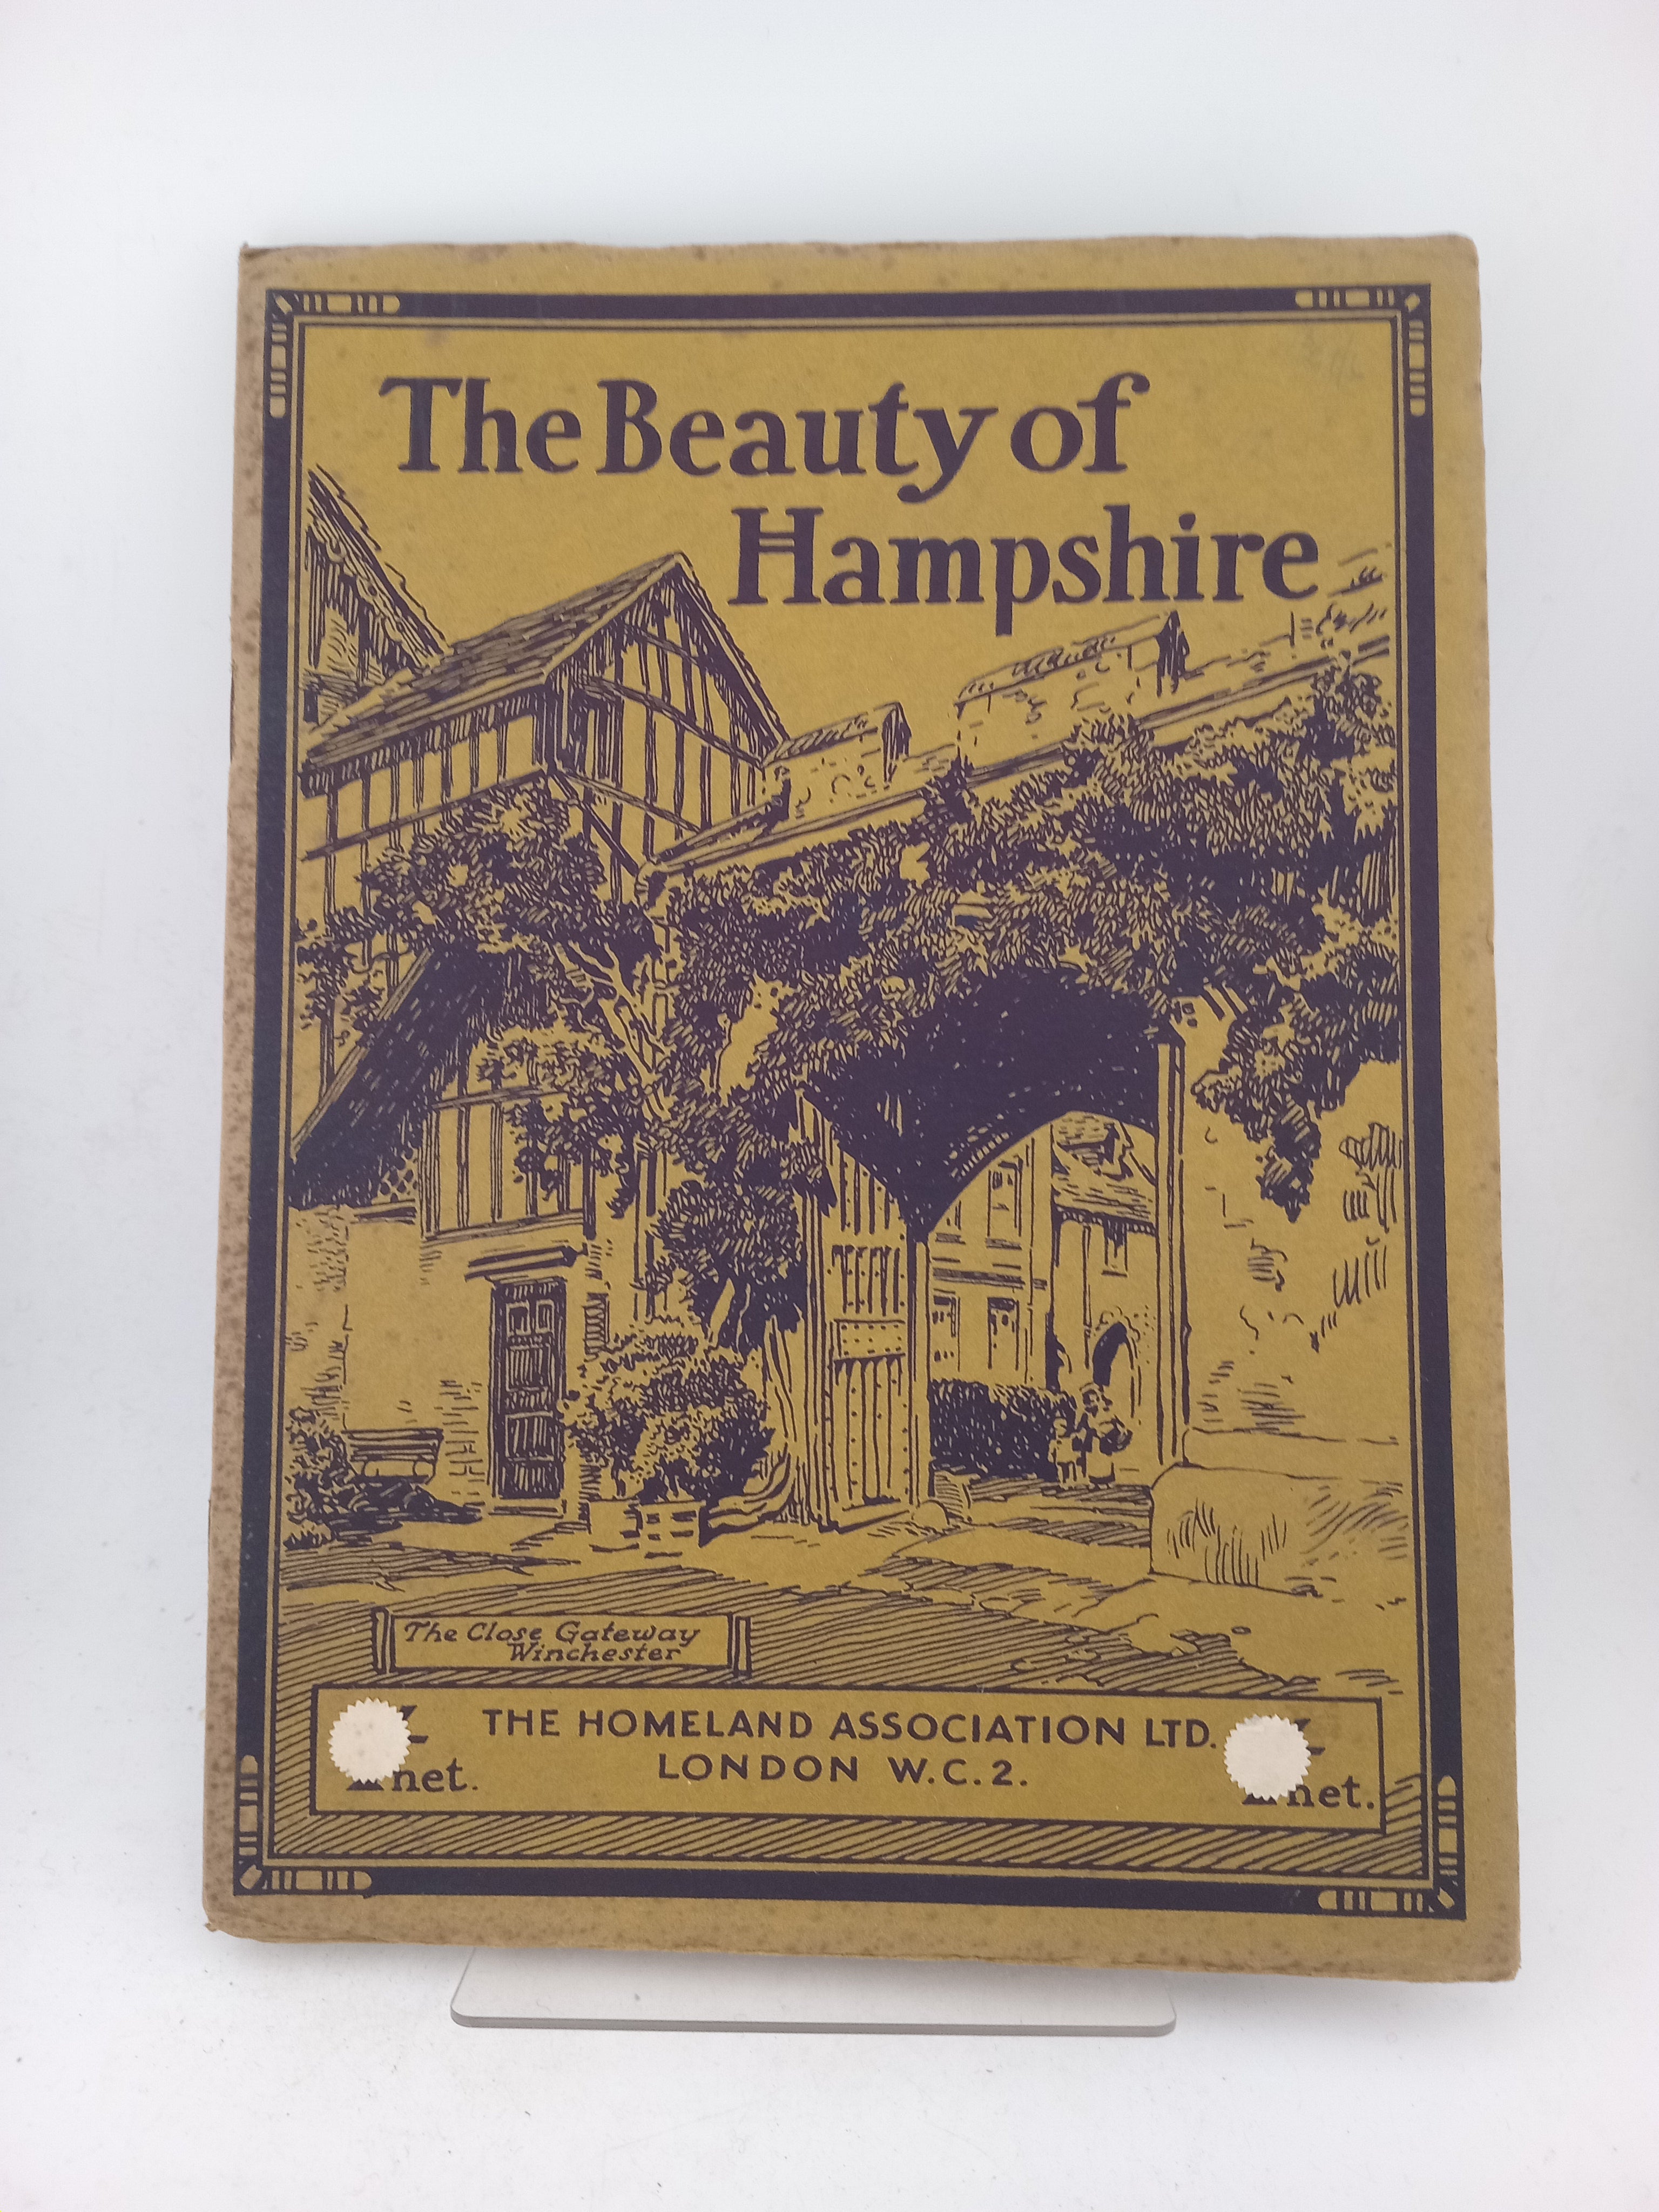 The Beauty of
Hampshire
The Close Gateway
Winchester
THE HOMELAND ASSOCIATION LTD.
LONDON W.C.2.
net.
net.